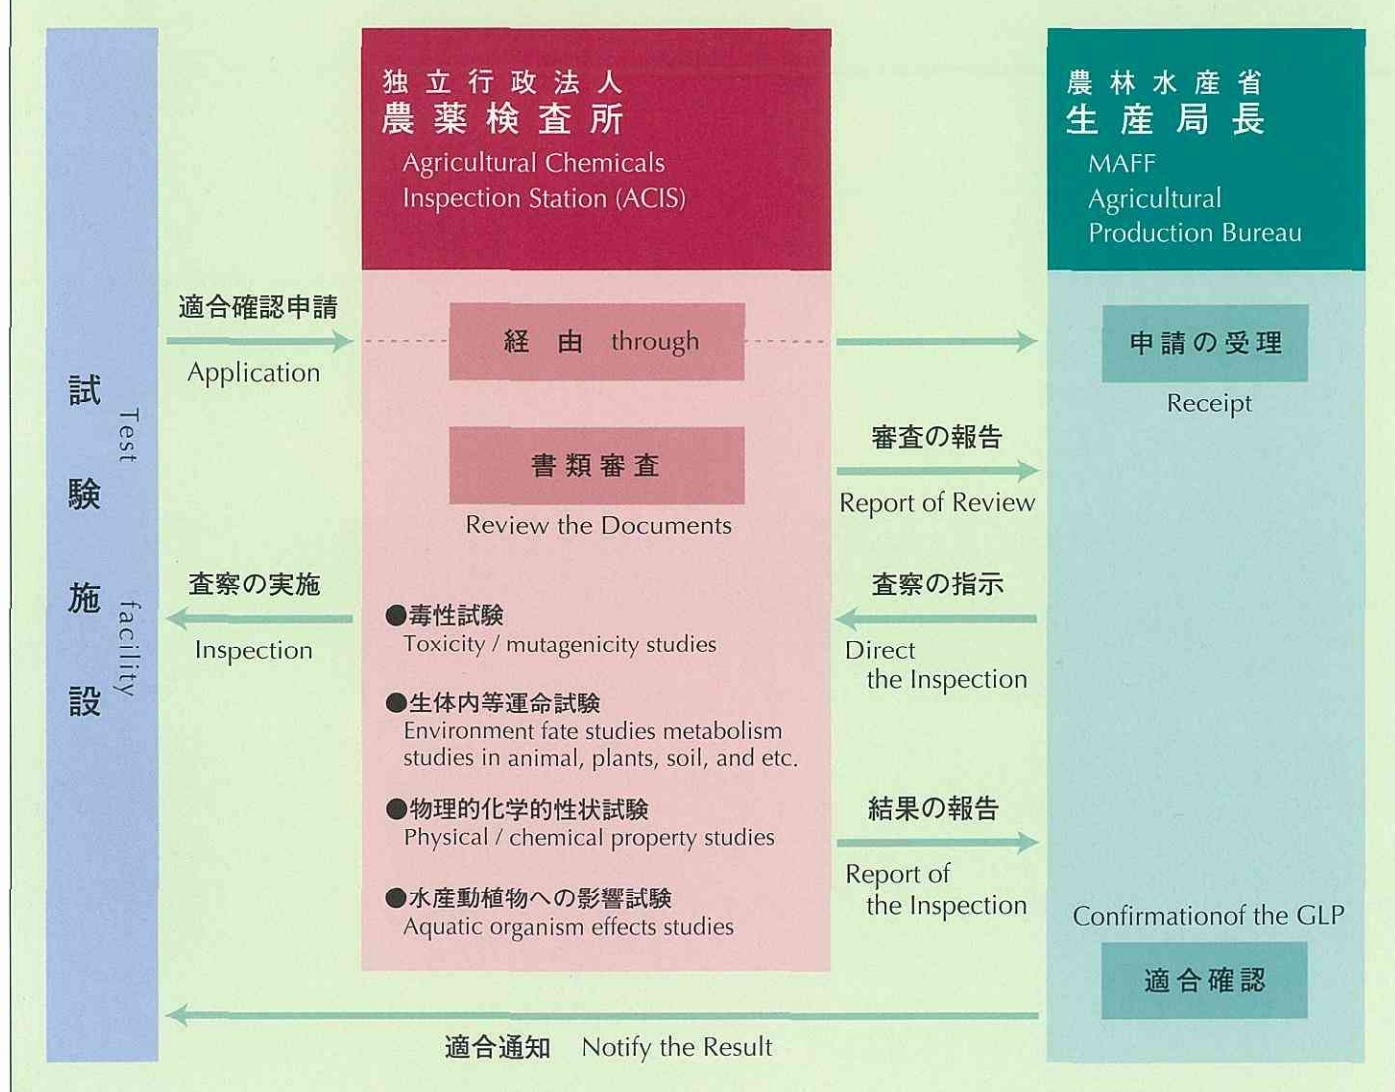 独立行政法人
農薬検査所
Agricultural Chemicals
Inspection Station (ACIS)
農林水産省
生産局長
MAFF
Agricultural
Production Bureau
試験施設
Test facility
適合確認申請
Application
経由 through
申請の受理
Receipt
書類審査
Review the Documents
審査の報告
Report of Review
査察の実施
Inspection
査察の指示
Direct
the Inspection
●毒性試験
Toxicity / mutagenicity studies
●生体内等運命試験
Environment fate studies metabolism
studies in animal, plants, soil, and etc.
●物理的化学的性状試験
Physical / chemical property studies
●水産動植物への影響試験
Aquatic organism effects studies
結果の報告
Report of
the Inspection
Confirmationof the GLP
適合確認
適合通知 Notify the Result